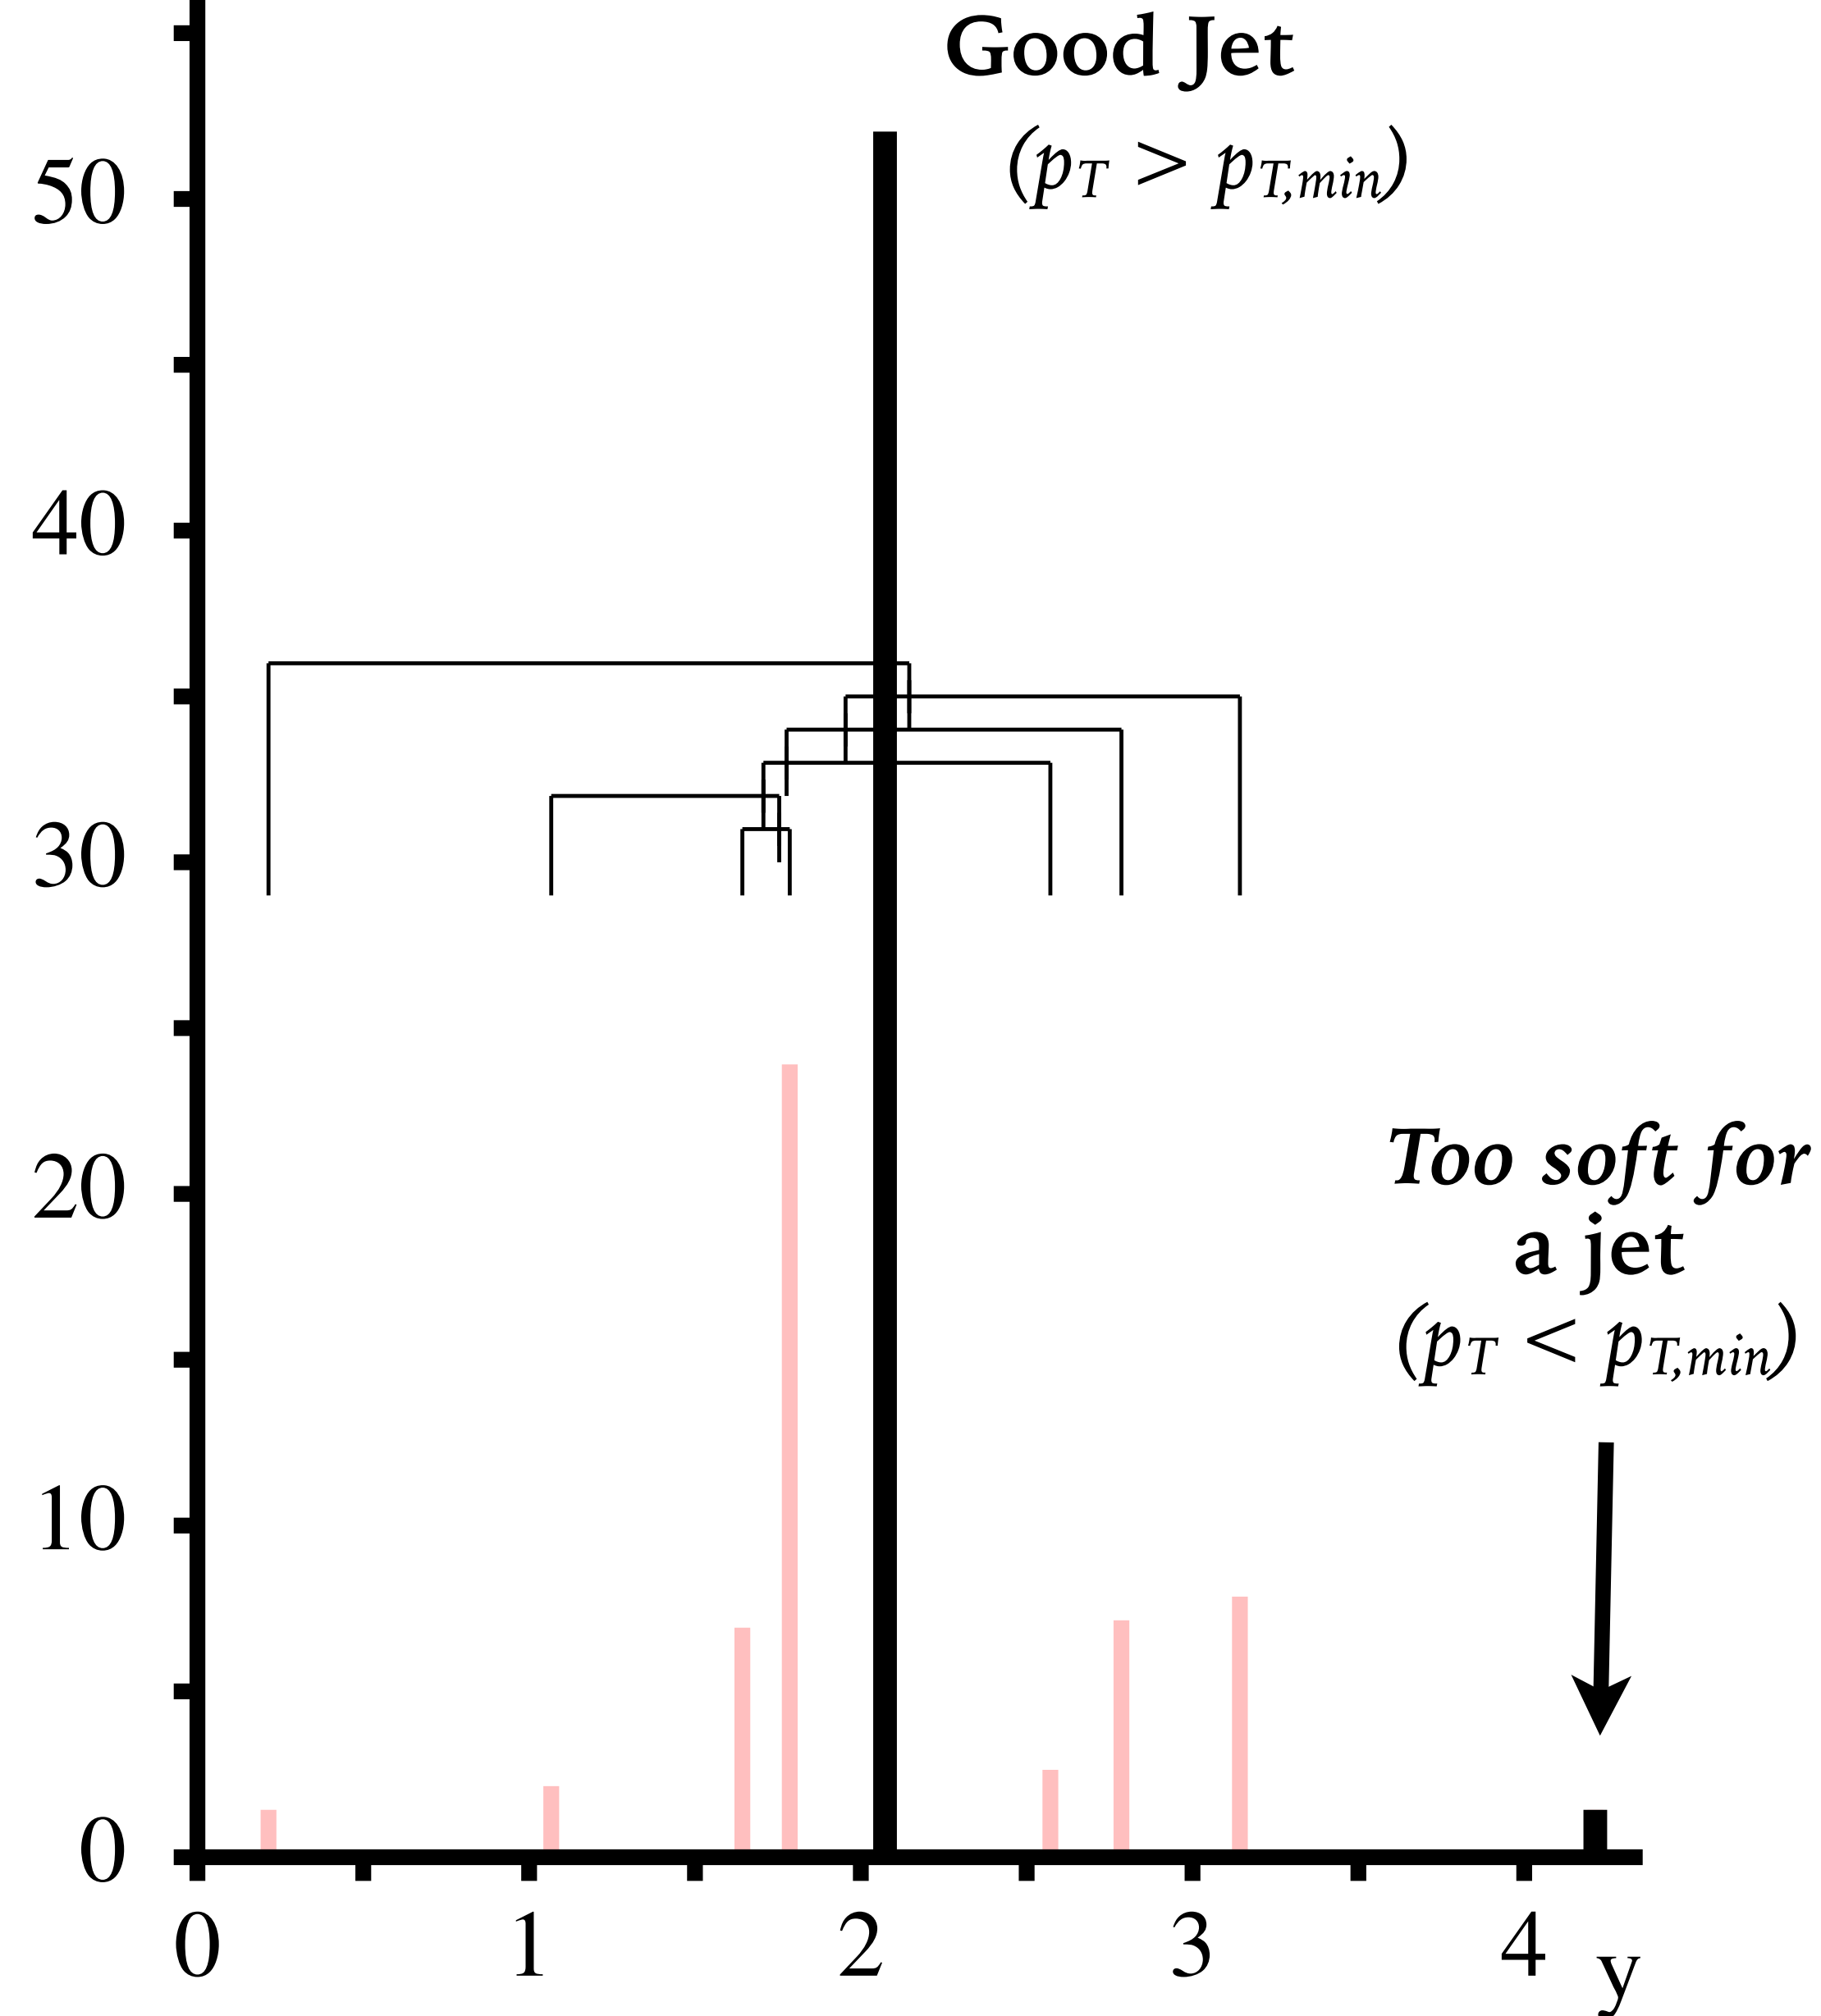 Good Jet
(pT > pT,min)
50
40
30
20
10
0
Too soft for
a jet
(pT < pT,min)
0 1 2 3 4 y